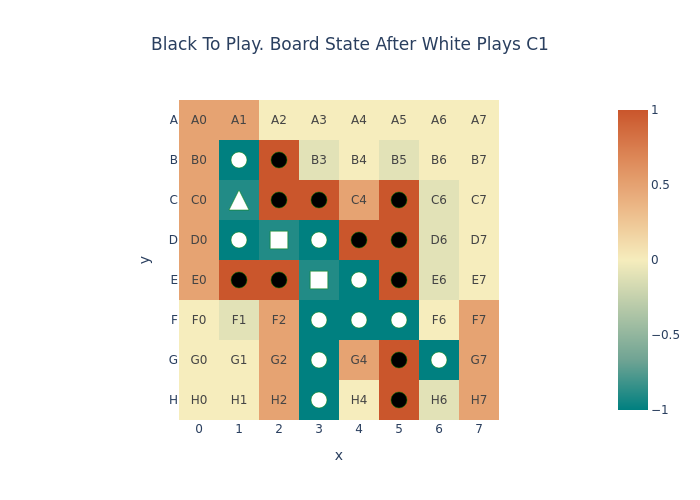 Black To Play. Board State After White Plays C1
A A0 A1 A2 A3 A4 A5 A6 A7
B B0 B3 B4 B5 B6 B7
C C0 C4 C6 C7
D D0 D6 D7
E E0 E6 E7
F F0 F1 F2 F6 F7
G G0 G1 G2 G4 G7
H H0 H1 H2 H4 H6 H7
0 1 2 3 4 5 6 7
x
y
1
0.5
0
−0.5
−1